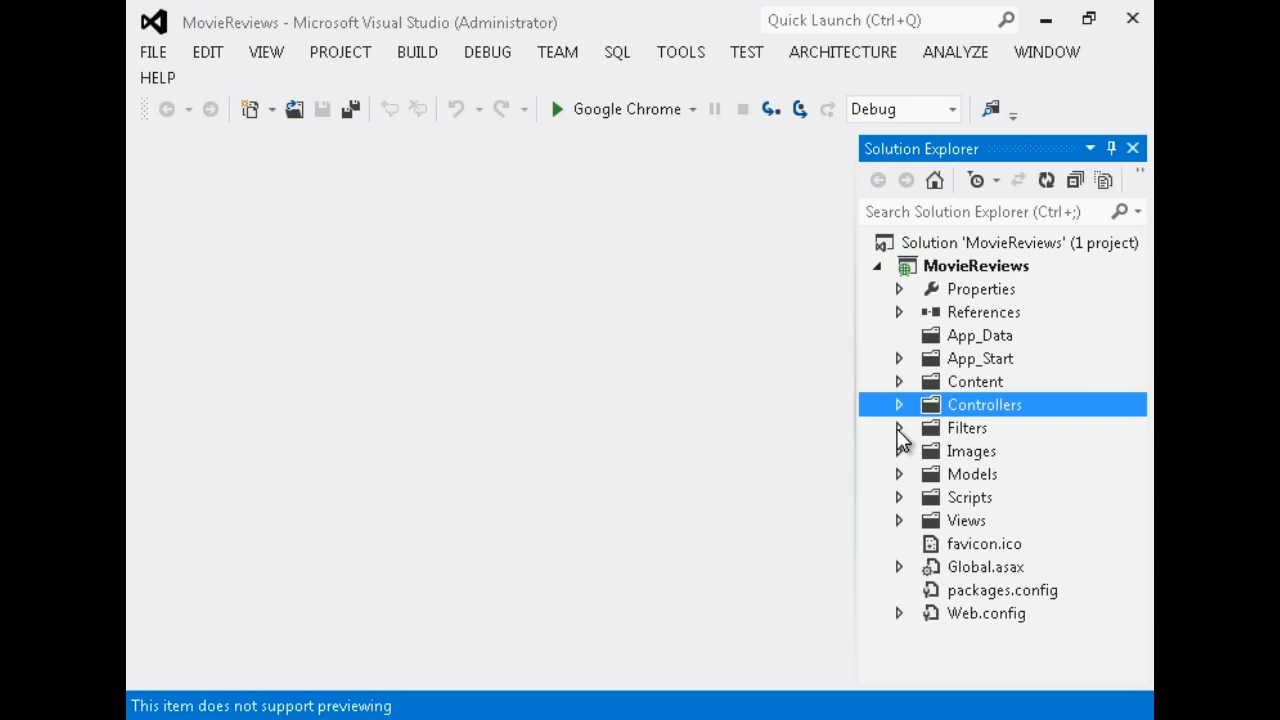 MovieReviews - Microsoft Visual Studio (Administrator)
Quick Launch (Ctrl+Q)
FILE EDIT VIEW PROJECT BUILD DEBUG TEAM SQL TOOLS TEST ARCHITECTURE ANALYZE WINDOW
HELP
Google Chrome
Debug
Solution Explorer
Search Solution Explorer (Ctrl+;)
Solution 'MovieReviews' (1 project)
MovieReviews
Properties
References
App_Data
App_Start
Content
Controllers
Filters
Images
Models
Scripts
Views
favicon.ico
Global.asax
packages.config
Web.config
This item does not support previewing